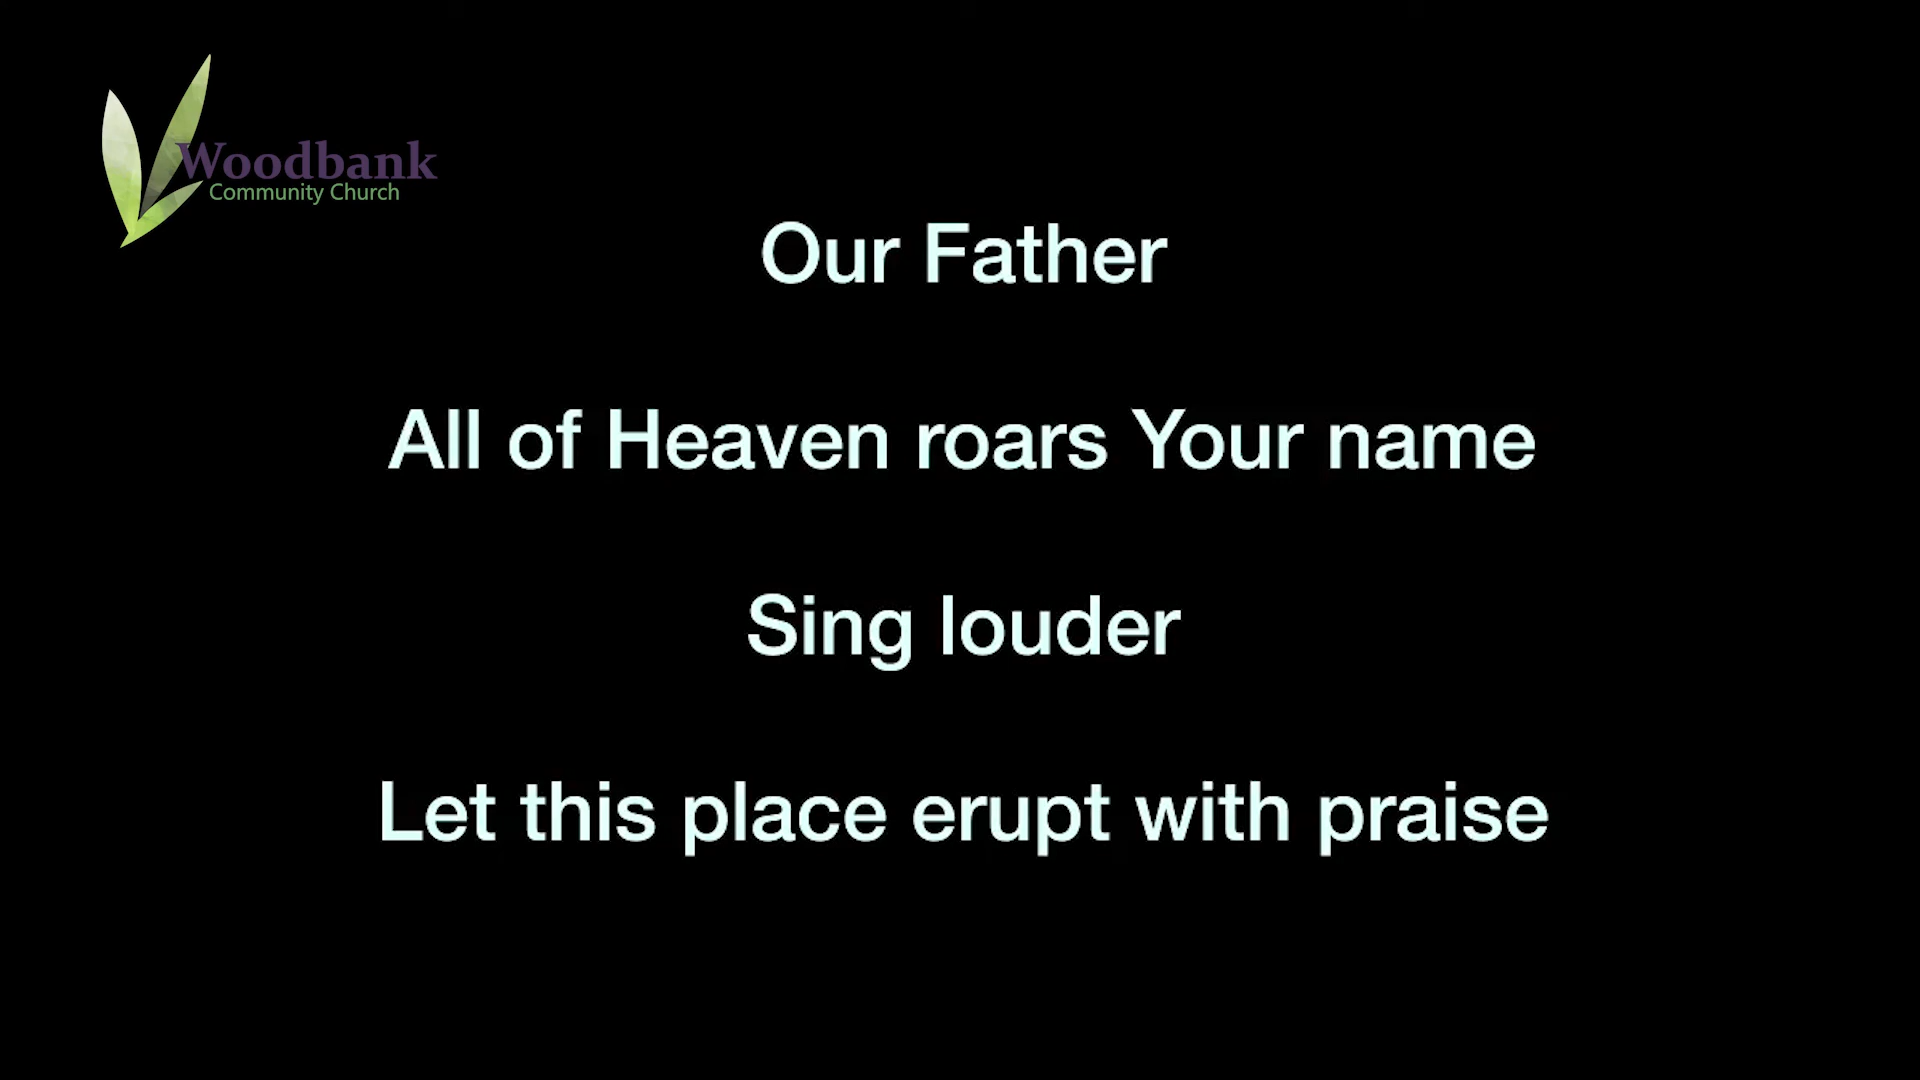 Woodbank
Community Church
Our Father
All of Heaven roars Your name
Sing louder
Let this place erupt with praise